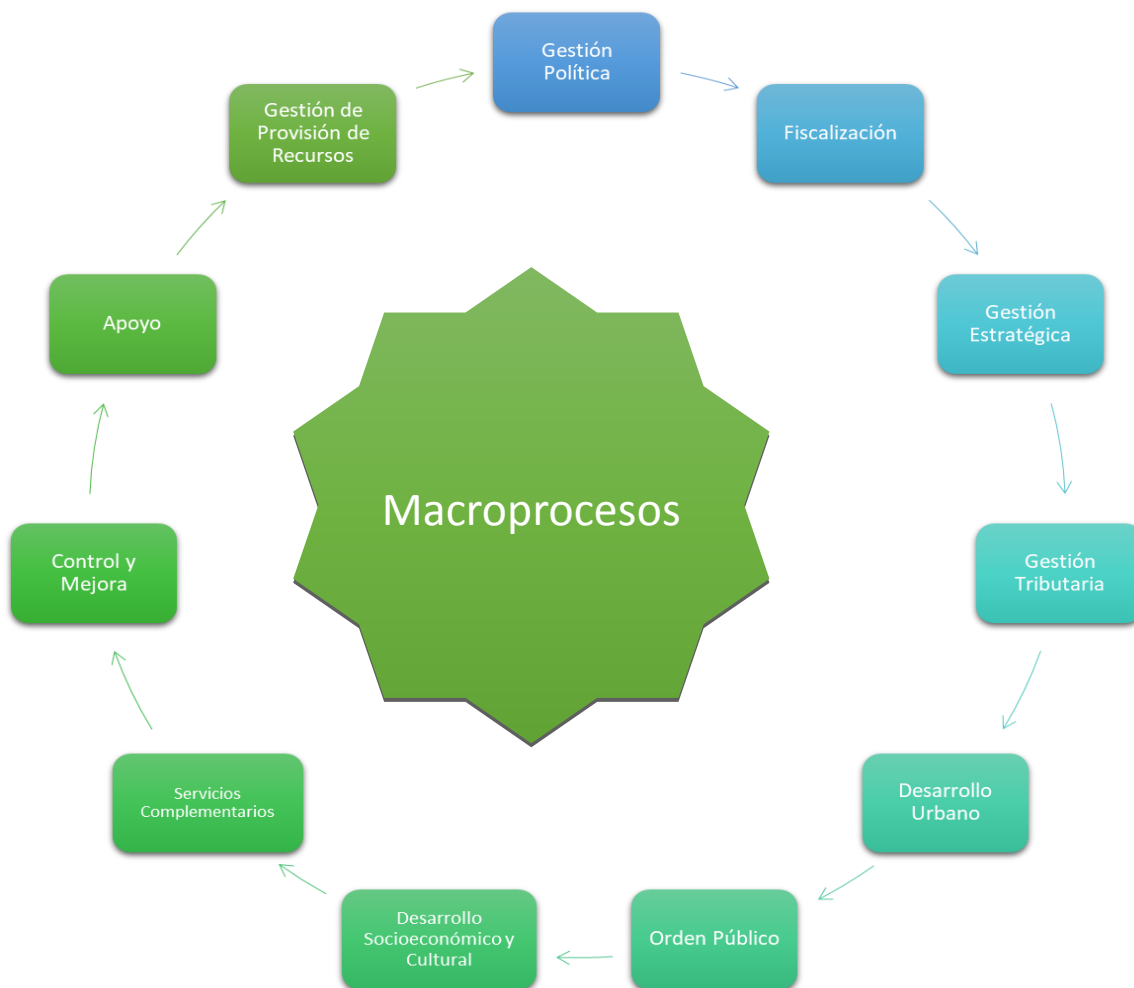 Gestión
Política
Fiscalización
Gestión
Estratégica
Gestión
Tributaria
Desarrollo
Urbano
Orden Público
Desarrollo
Socioeconómico y
Cultural
Servicios
Complementarios
Control y
Mejora
Apoyo
Gestión de
Provisión de
Recursos
Macroprocesos